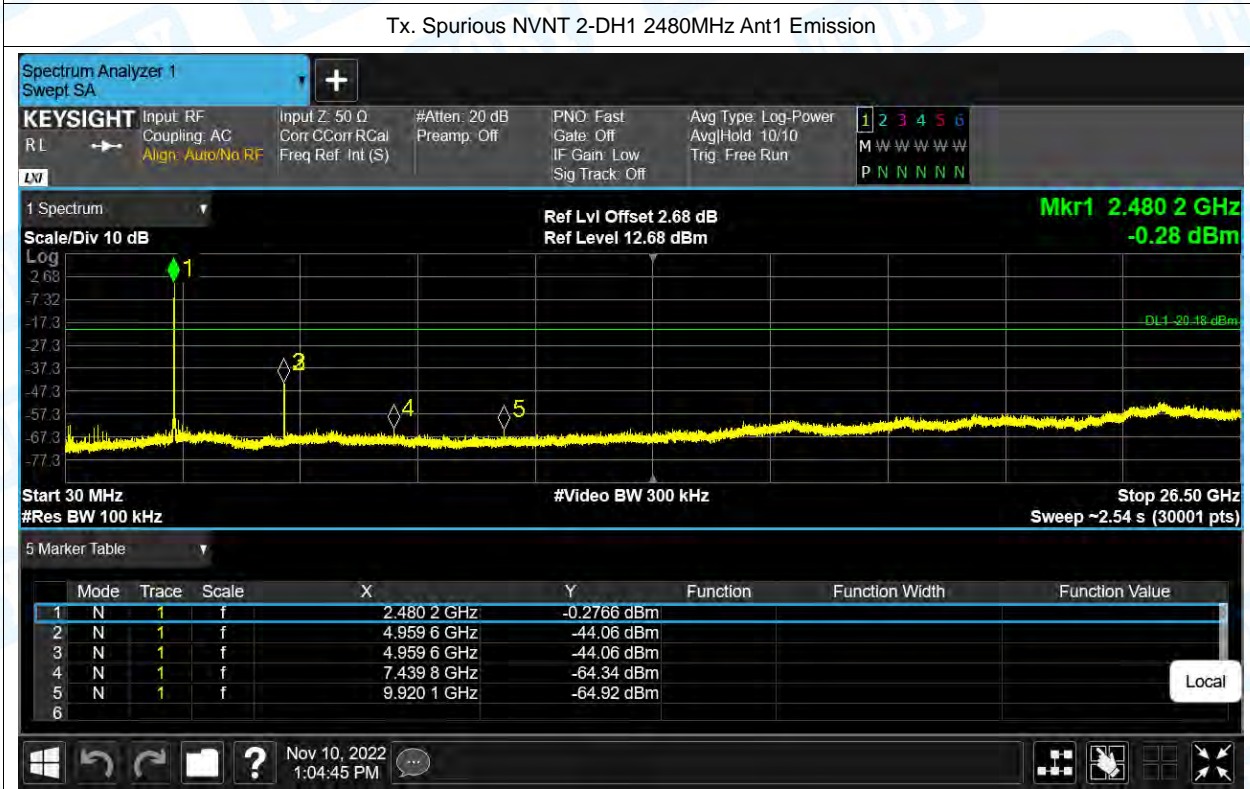 Tx. Spurious NVNT 2-DH1 2480MHz Ant1 Emission
Spectrum Analyzer 1
Swept SA
+
KEYSIGHT Input: RF Input Z: 50 Ω #Atten: 20 dB PNO: Fast Avg Type: Log-Power 1 2 3 4 5 6
R L Coupling: AC Corr CCorr RCal Preamp: Off Gate: Off Avg|Hold: 10/10 M W W W W W
Align: Auto/No RF Freq Ref: Int (S) IF Gain: Low Trig: Free Run
LXI Sig Track: Off P N N N N N
1 Spectrum Ref Lvl Offset 2.68 dB Mkr1 2.480 2 GHz
Scale/Div 10 dB Ref Level 12.68 dBm -0.28 dBm
Log
1
2.68
-7.32
-17.3
DL1 -20.18 dBm
-27.3
-37.3
3
-47.3
-57.3
4
5
-67.3
-77.3
Start 30 MHz #Video BW 300 kHz Stop 26.50 GHz
#Res BW 100 kHz Sweep ~2.54 s (30001 pts)
5 Marker Table
Mode Trace Scale X Y Function Function Width Function Value
1 N 1 f 2.480 2 GHz -0.2766 dBm
2 N 1 f 4.959 6 GHz -44.06 dBm
3 N 1 f 4.959 6 GHz -44.06 dBm
4 N 1 f 7.439 8 GHz -64.34 dBm
5 N 1 f 9.920 1 GHz -64.92 dBm
6
Local
? Nov 10, 2022
1:04:45 PM